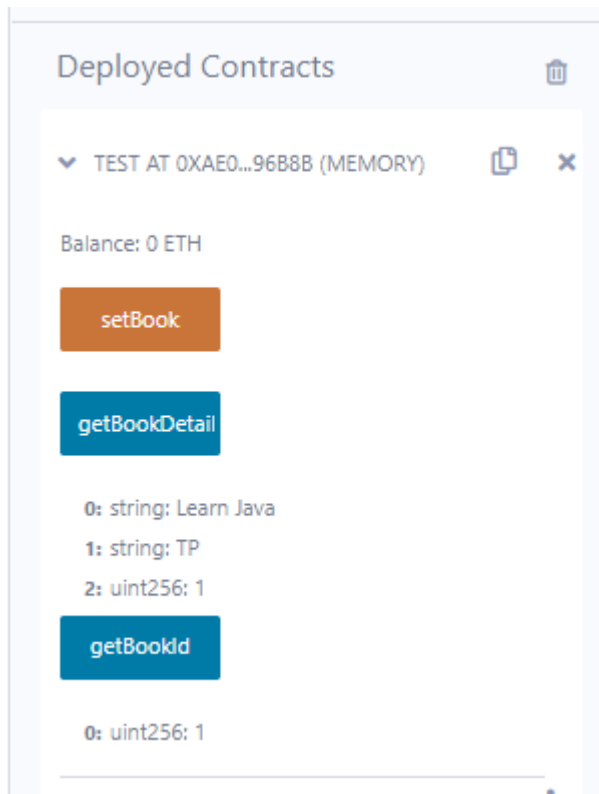 Deployed Contracts
TEST AT 0XAE0...96B8B (MEMORY)
Balance: 0 ETH
setBook
getBookDetail
0: string: Learn Java
1: string: TP
2: uint256: 1
getBookId
0: uint256: 1